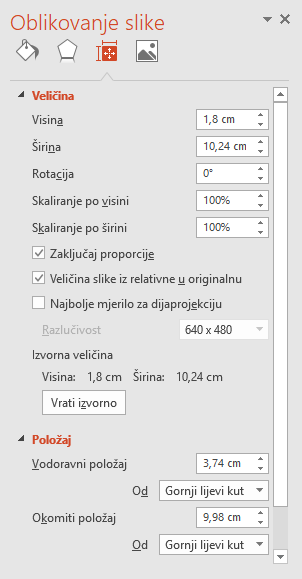 Oblikovanje slike
Veličina
Visina 1,8 cm
Širina 10,24 cm
Rotacija 0°
Skaliranje po visini 100%
Skaliranje po širini 100%
Zaključaj proporcije
Veličina slike iz relativne u originalnu
Najbolje mjerilo za dijaprojekciju
Razlučivost 640 x 480
Izvorna veličina
Visina: 1,8 cm Širina: 10,24 cm
Vrati izvorno
Položaj
Vodoravni položaj 3,74 cm
Od Gornji lijevi kut
Okomiti položaj 9,98 cm
Od Gornji lijevi kut